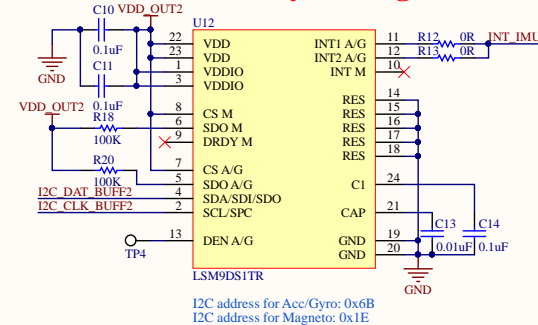 C10
VDD_OUT2
U12
0.1uF
GND
C11
0.1uF
22 VDD
23 VDD
1 VDDIO
3 VDDIO
INT1 A/G 11 R12 0R INT_IMU
INT2 A/G 12 R13 0R
INT M 10
VDD_OUT2
R18
100K
8 CS M
6 SDO M
9 DRDY M
RES 14
RES 15
RES 16
RES 17
RES 18
R20
100K
7 CS A/G
5 SDO A/G
I2C_DAT_BUFF2 4 SDA/SDI/SDO
I2C_CLK_BUFF2 2 SCL/SPC
C1 24
CAP 21
C13
0.01uF
C14
0.1uF
TP4
13 DEN A/G
GND 19
GND 20
GND
LSM9DS1TR
I2C address for Acc/Gyro: 0x6B
I2C address for Magneto: 0x1E